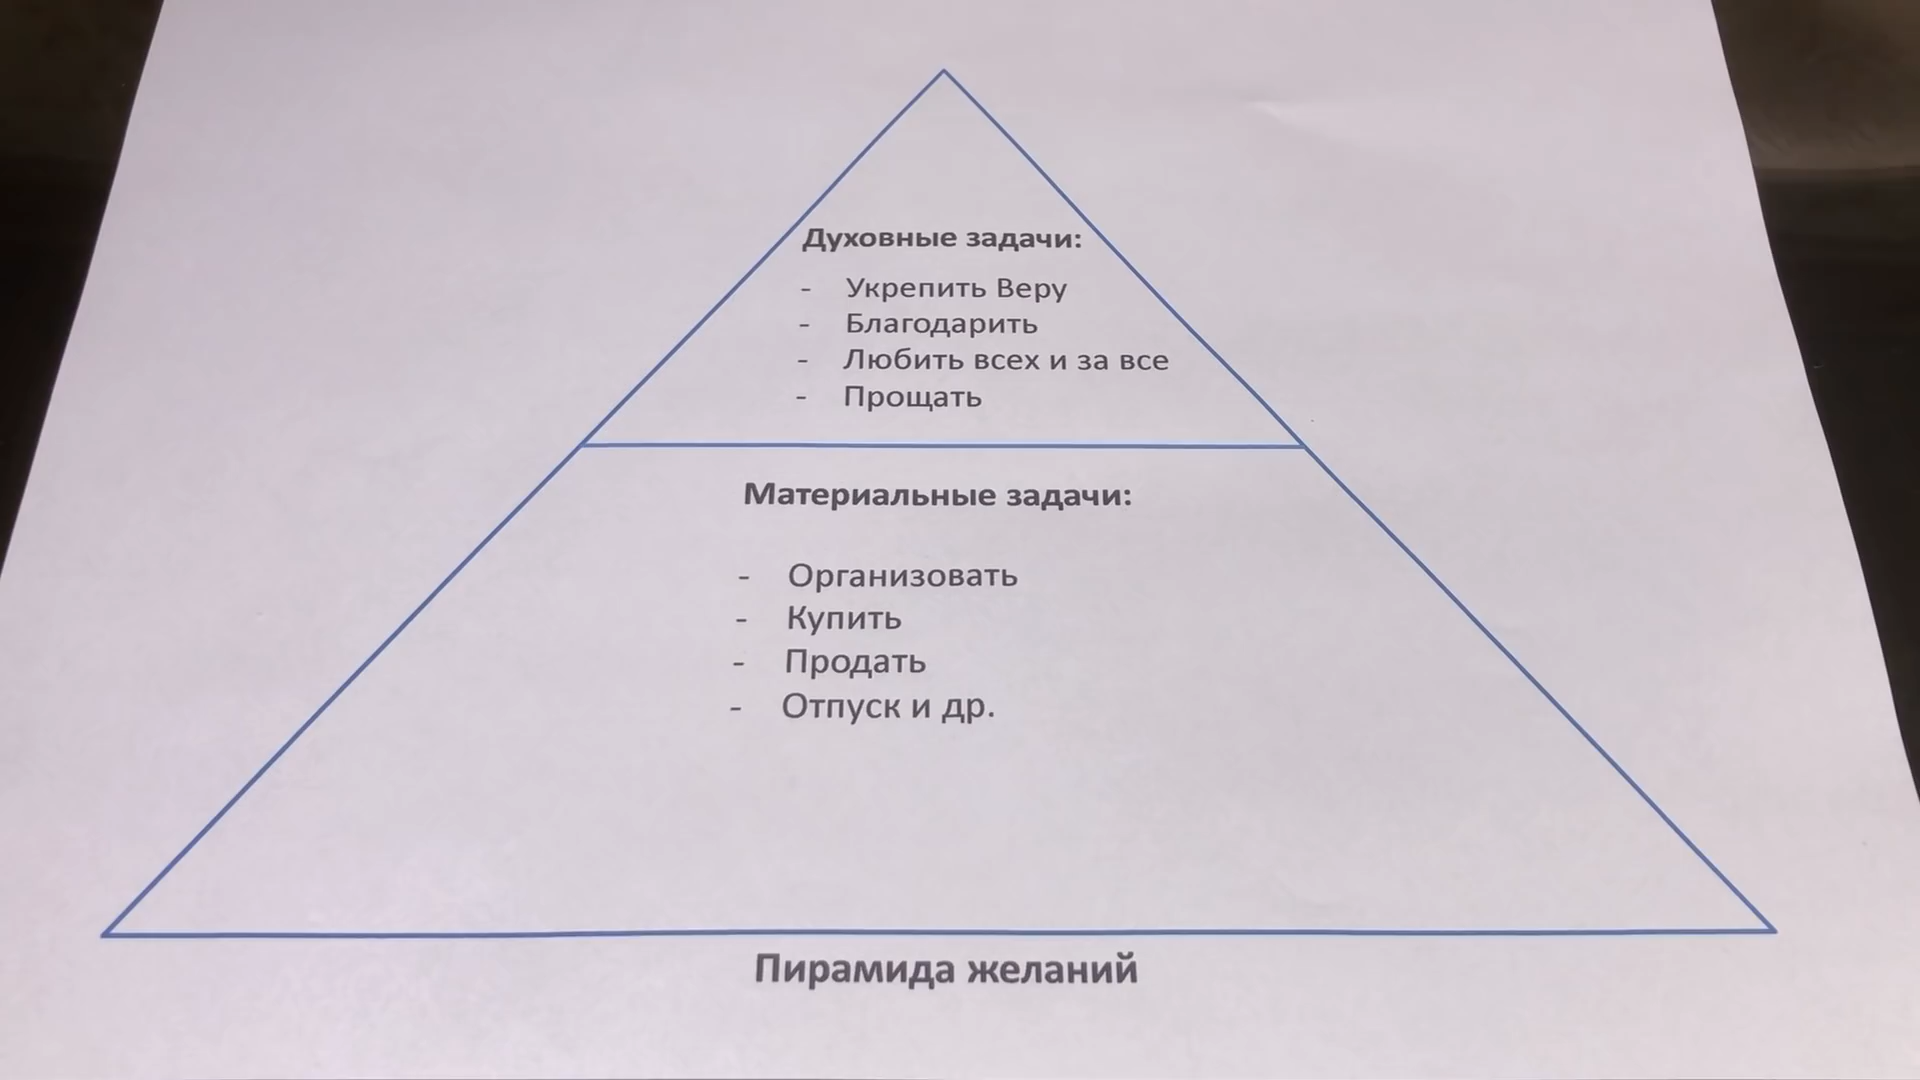 Духовные задачи:
- Укрепить Веру
- Благодарить
- Любить всех и за все
- Прощать
Материальные задачи:
- Организовать
- Купить
- Продать
- Отпуск и др.
Пирамида желаний